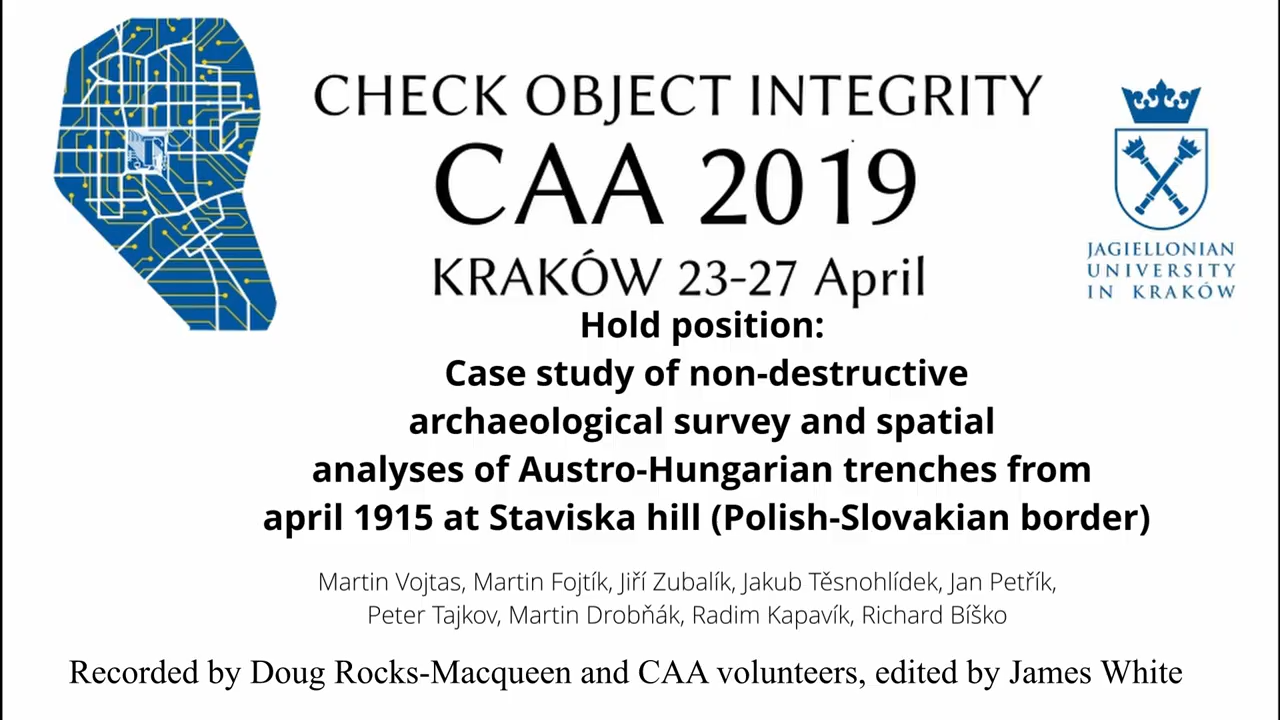 CHECK OBJECT INTEGRITY
CAA 2019
KRAKÓW 23-27 April
JAGIELLONIAN
UNIVERSITY
IN KRAKÓW
Hold position:
Case study of non-destructive
archaeological survey and spatial
analyses of Austro-Hungarian trenches from
april 1915 at Staviska hill (Polish-Slovakian border)
Martin Vojtas, Martin Fojtík, Jiří Zubalík, Jakub Těsnohlídek, Jan Petřík,
Peter Tajkov, Martin Drobňák, Radim Kapavík, Richard Bíško
Recorded by Doug Rocks-Macqueen and CAA volunteers, edited by James White